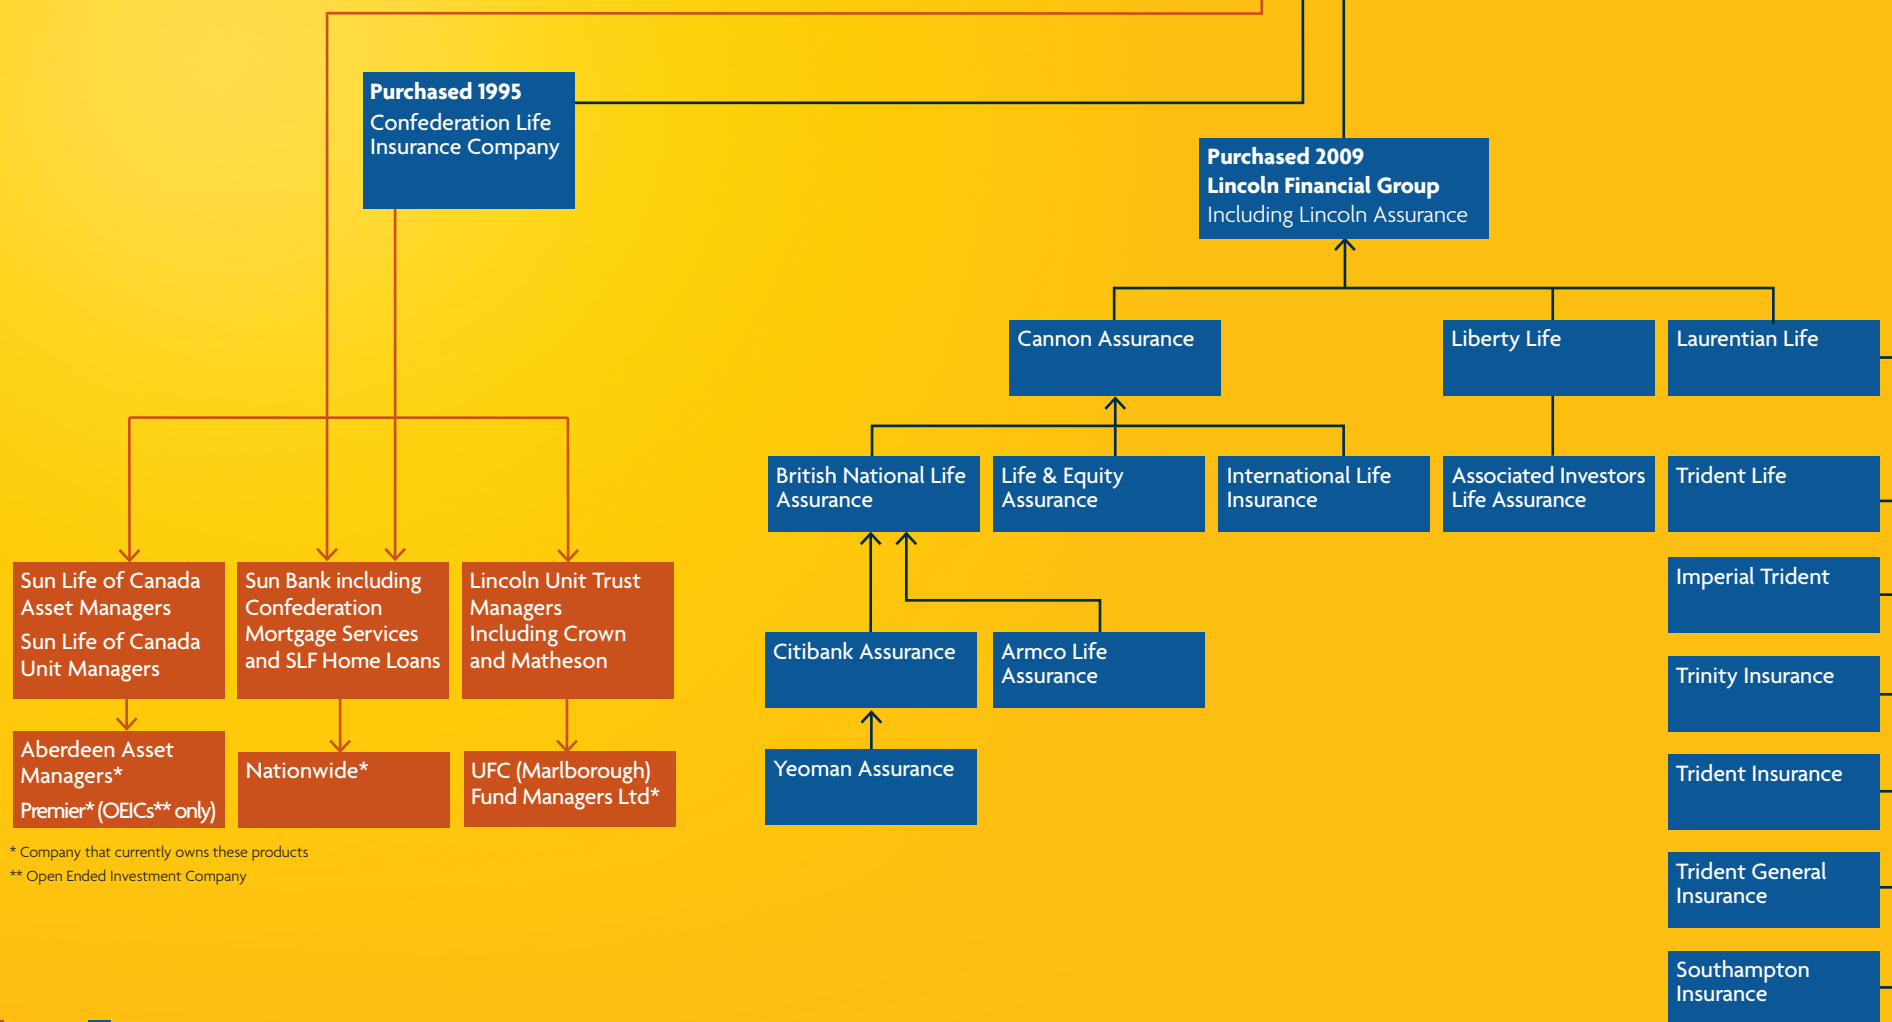 Purchased 1995
Confederation Life
Insurance Company
Purchased 2009
Lincoln Financial Group
Including Lincoln Assurance
Cannon Assurance
Liberty Life
Laurentian Life
British National Life
Assurance
Life & Equity
Assurance
International Life
Insurance
Associated Investors
Life Assurance
Trident Life
Imperial Trident
Sun Life of Canada
Asset Managers
Sun Life of Canada
Unit Managers
Sun Bank including
Confederation
Mortgage Services
and SLF Home Loans
Lincoln Unit Trust
Managers
Including Crown
and Matheson
Citibank Assurance
Armco Life
Assurance
Trinity Insurance
Aberdeen Asset
Managers*
Premier* (OEICs** only)
Nationwide*
UFC (Marlborough)
Fund Managers Ltd*
Yeoman Assurance
Trident Insurance
* Company that currently owns these products
** Open Ended Investment Company
Trident General
Insurance
Southampton
Insurance